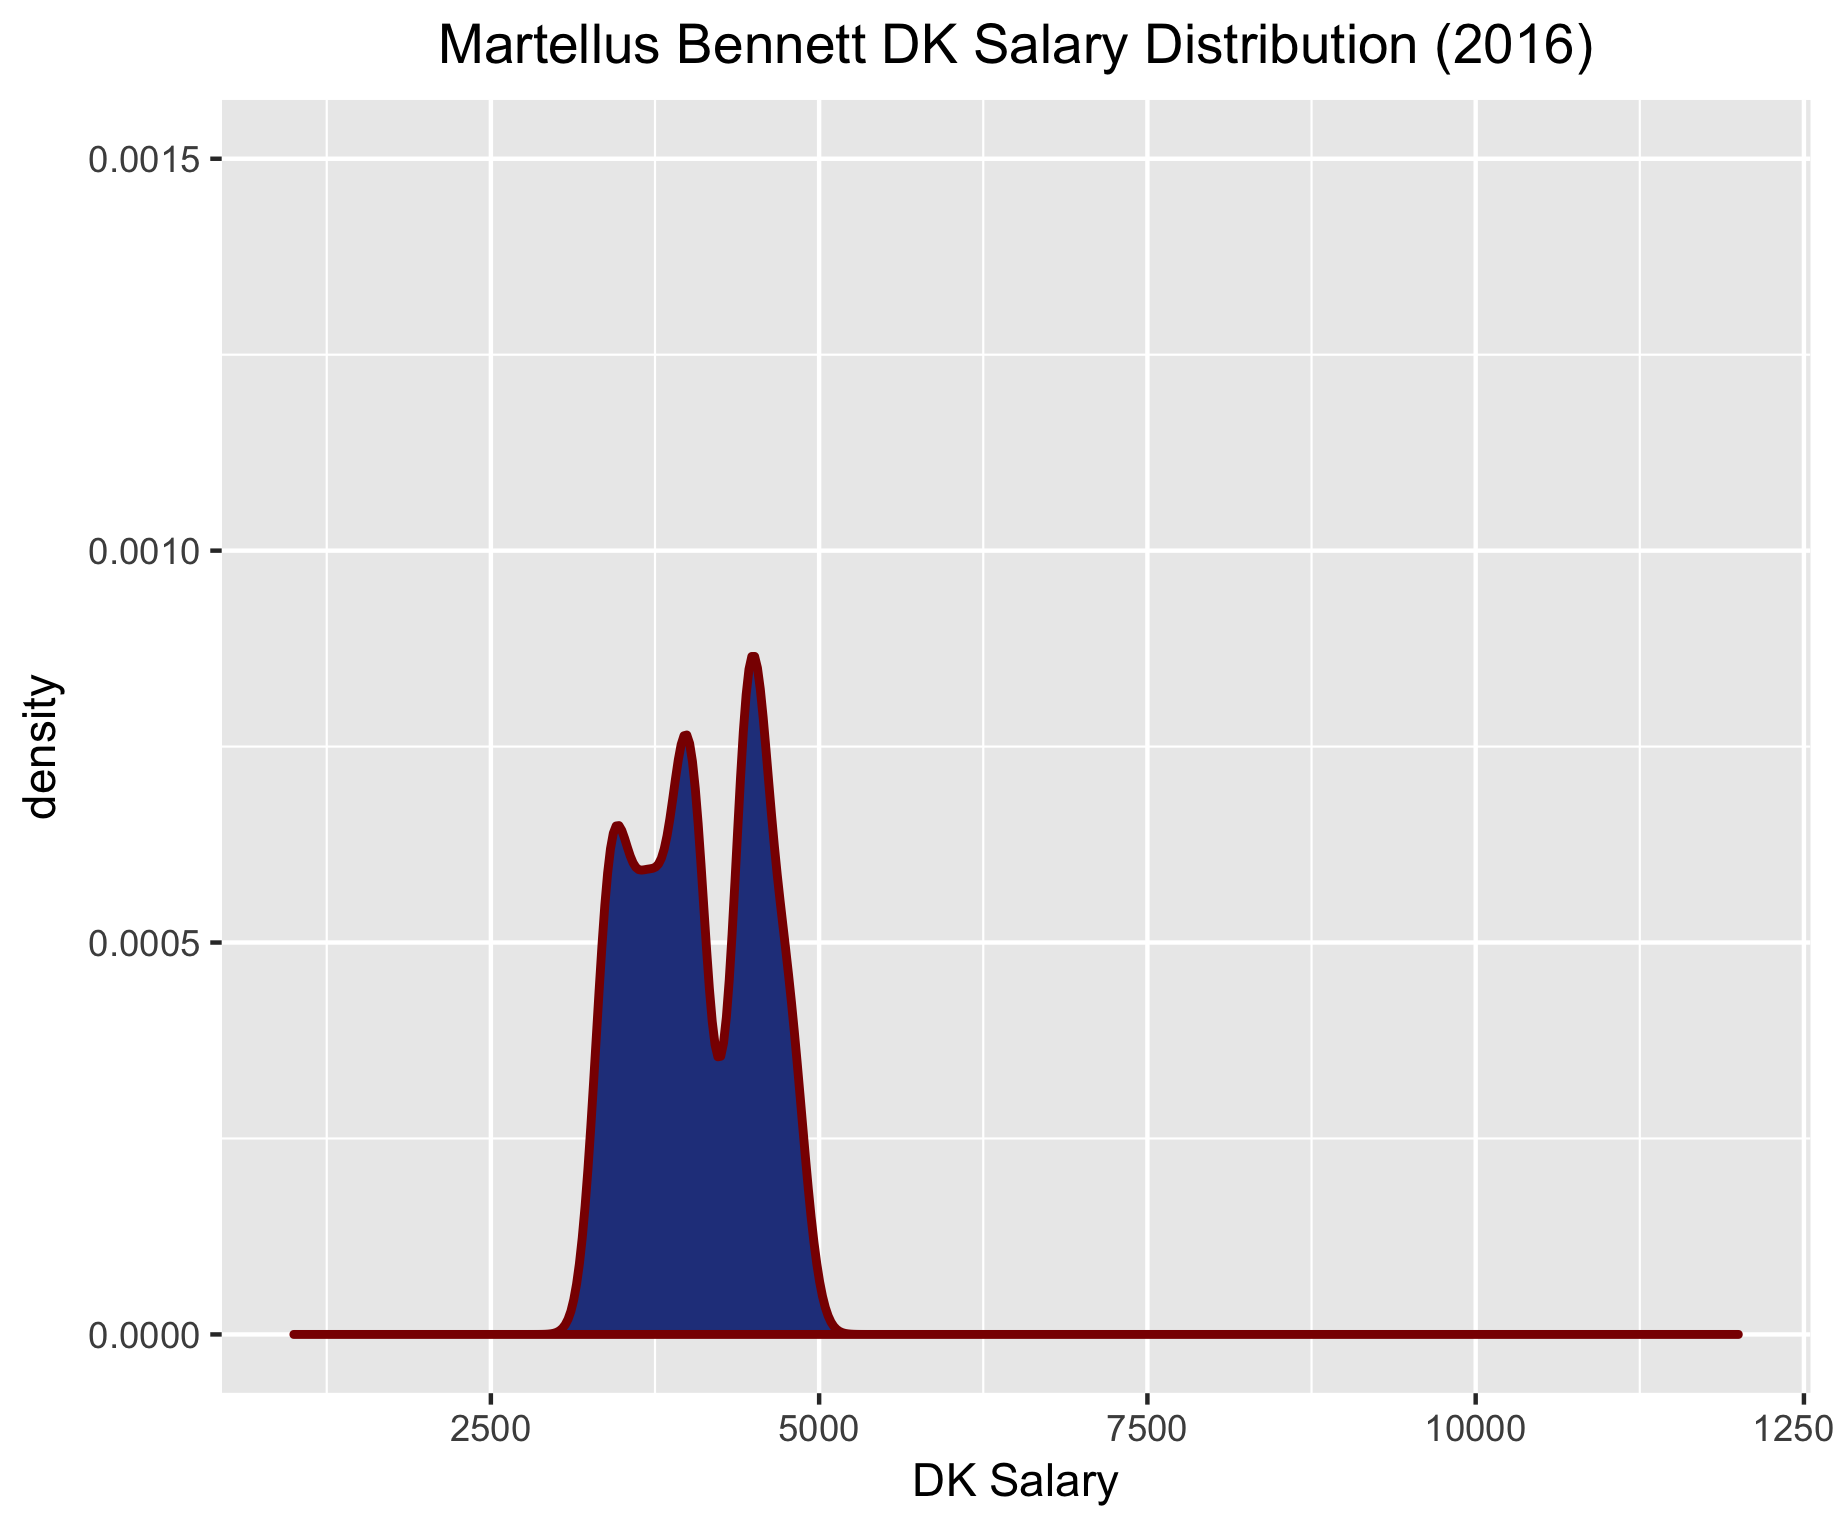 Martellus Bennett DK Salary Distribution (2016)
0.0015
0.0010
0.0005
0.0000
density
2500 5000 7500 10000 1250
DK Salary